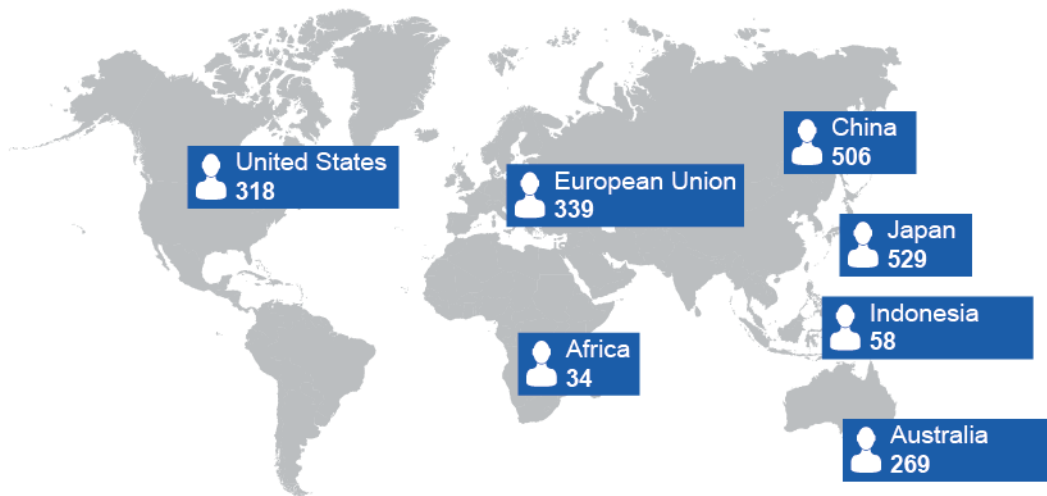 United States
318
European Union
339
China
506
Japan
529
Indonesia
58
Africa
34
Australia
269